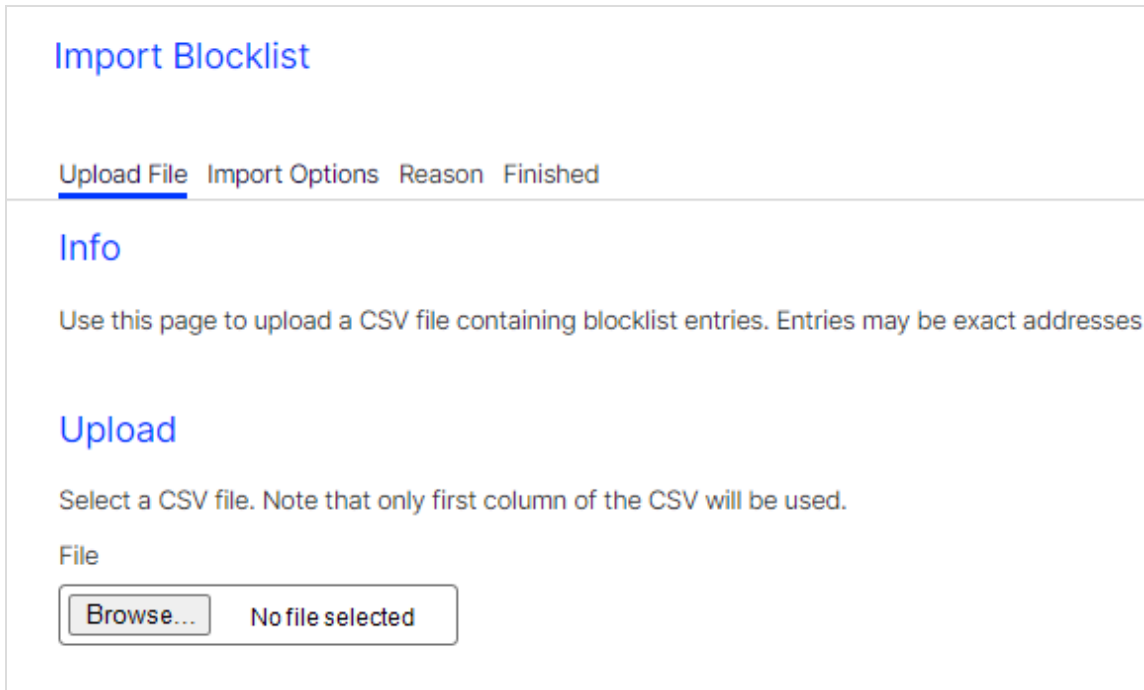 Import Blocklist
Upload File Import Options Reason Finished
Info
Use this page to upload a CSV file containing blocklist entries. Entries may be exact addresses
Upload
Select a CSV file. Note that only first column of the CSV will be used.
File
Browse... No file selected